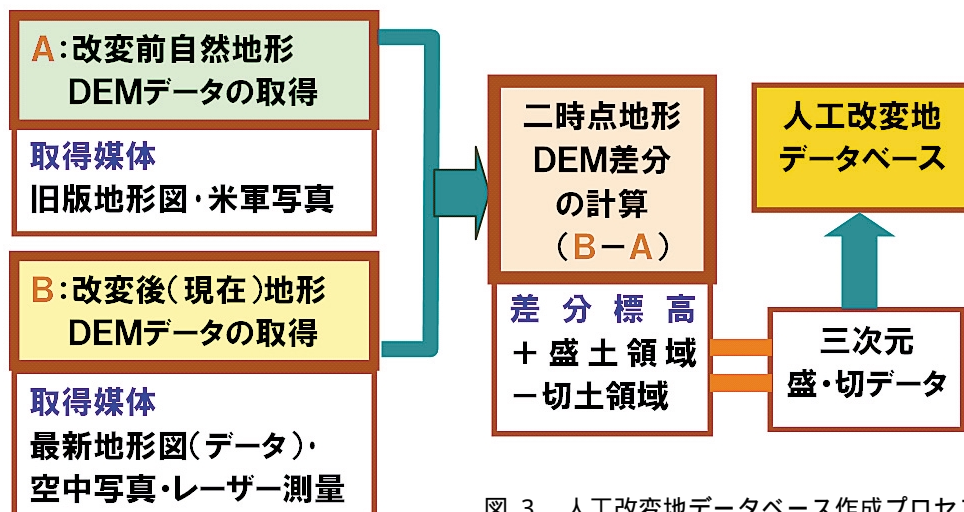 A:改変前自然地形
DEMデータの取得
取得媒体
旧版地形図・米軍写真
B:改変後(現在)地形
DEMデータの取得
取得媒体
最新地形図(データ)・
空中写真・レーザー測量
二時点地形
DEM差分
の計算
(B－A)
差分標高
＋盛土領域
－切土領域
三次元
盛・切データ
人工改変地
データベース
図 3 人工改変地データベース作成プロセ